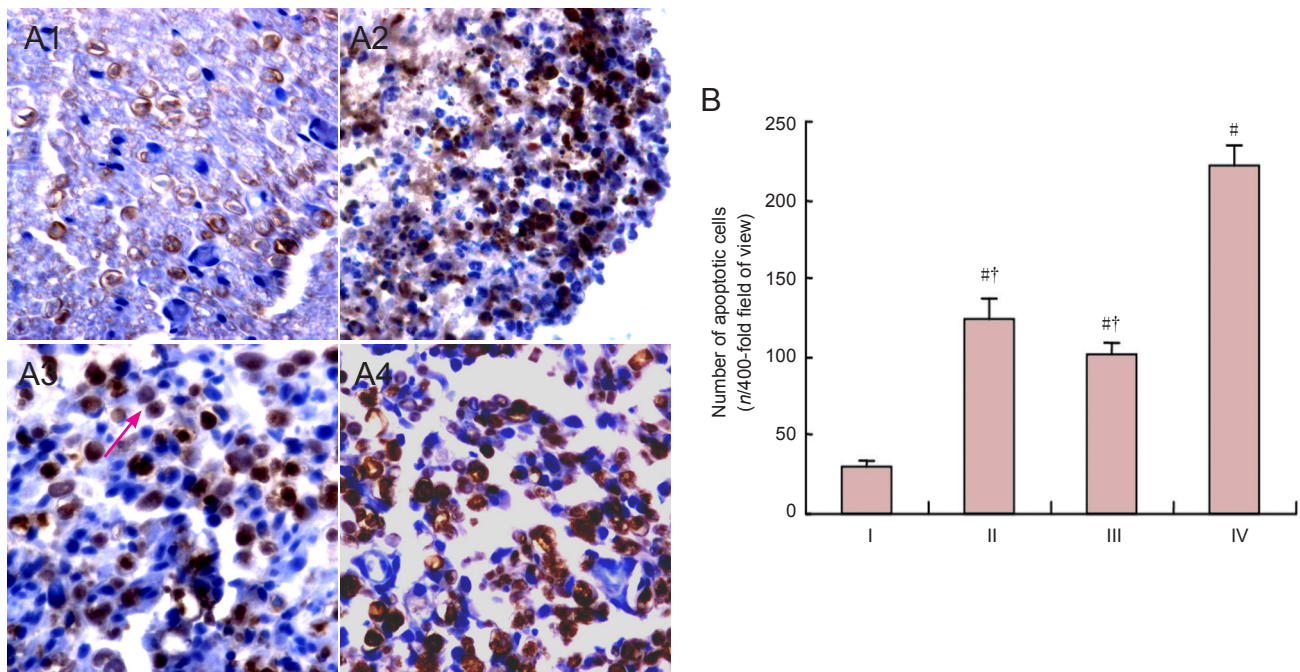 A1
A2
A3
A4
B
Number of apoptotic cells
(n/400-fold field of view)
250
200
150
100
50
0
#†
#†
#
I
II
III
IV